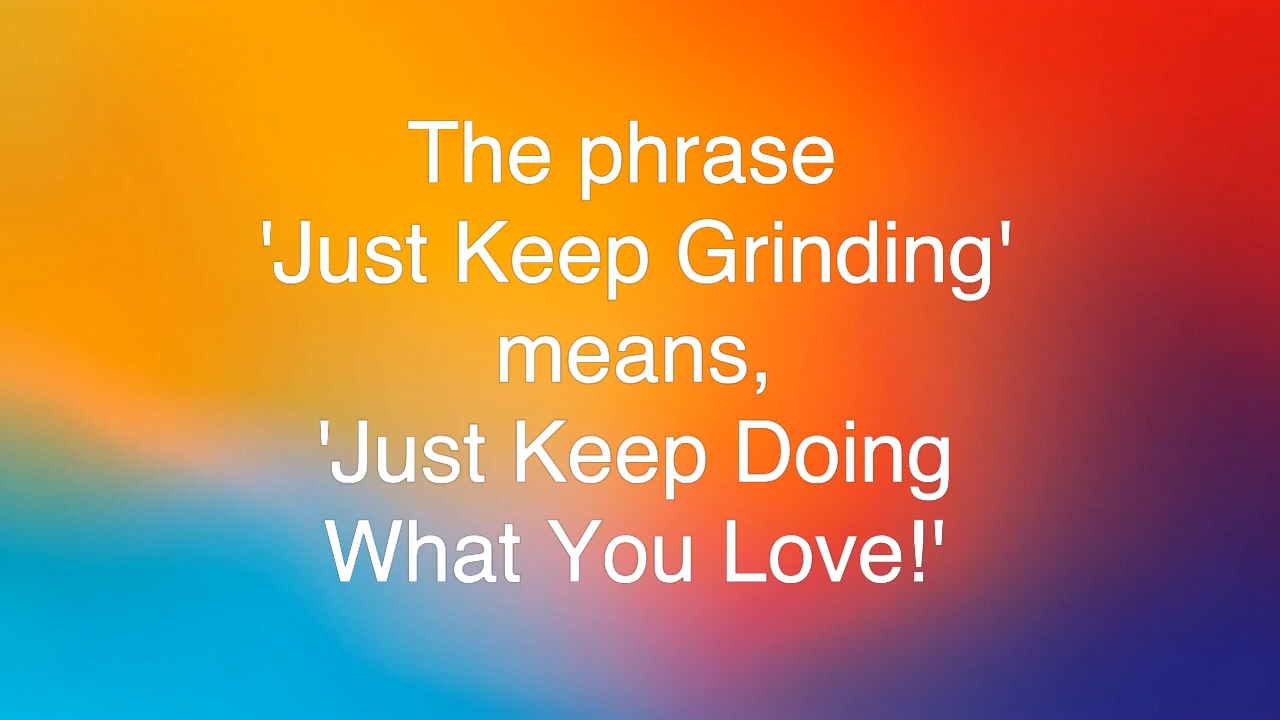 The phrase
'Just Keep Grinding'
means,
'Just Keep Doing
What You Love!'